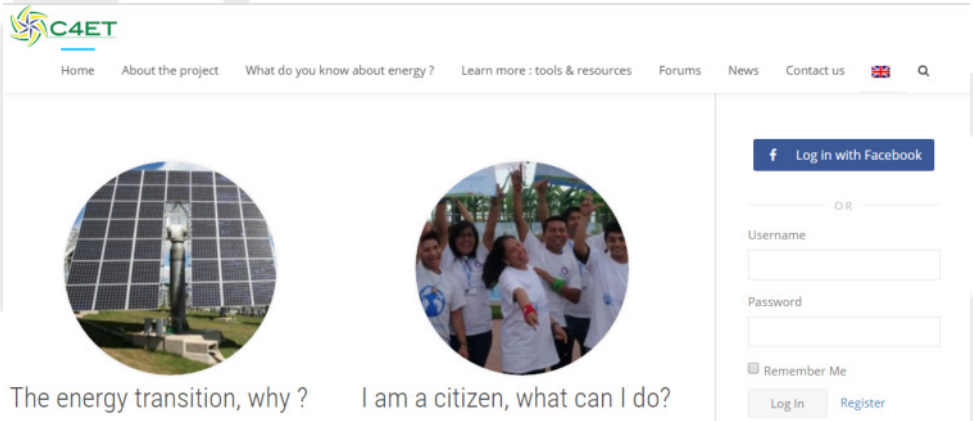 C4ET
Home About the project What do you know about energy ? Learn more : tools & resources Forums News Contact us
Log in with Facebook
OR
Username
Password
Remember Me
Log In Register
The energy transition, why ?
I am a citizen, what can I do?